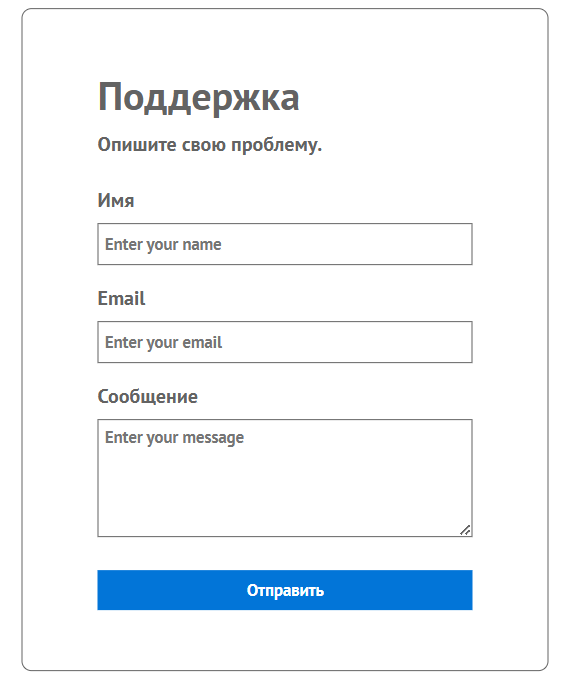 Поддержка
Опишите свою проблему.
Имя
Enter your name
Email
Enter your email
Сообщение
Enter your message
Отправить